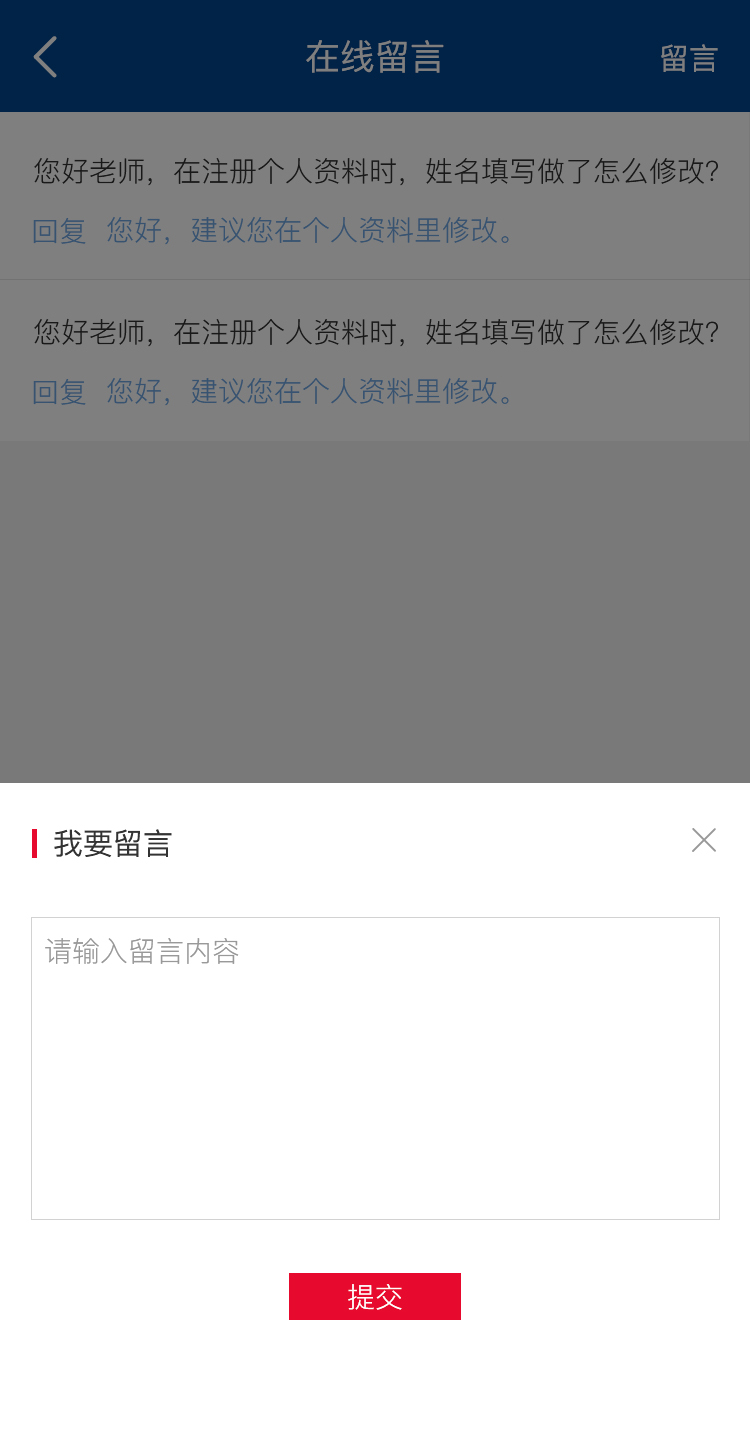 在线留言
留言
您好老师，在注册个人资料时，姓名填写做了怎么修改？
回复 您好，建议您在个人资料里修改。
您好老师，在注册个人资料时，姓名填写做了怎么修改？
回复 您好，建议您在个人资料里修改。
我要留言
请输入留言内容
提交